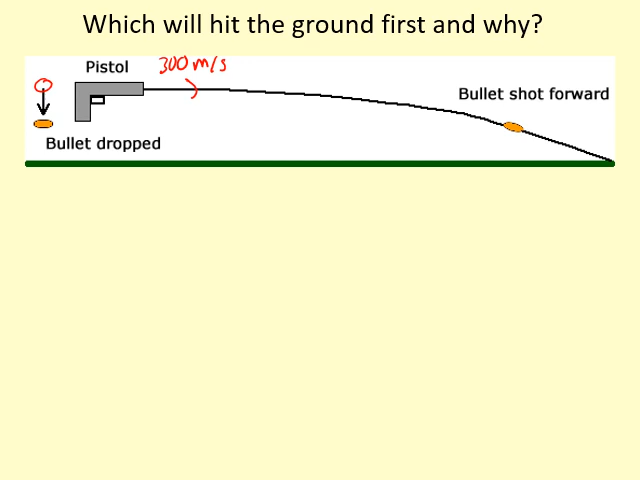 Which will hit the ground first and why?
Pistol
300 m/s
Bullet shot forward
Bullet dropped